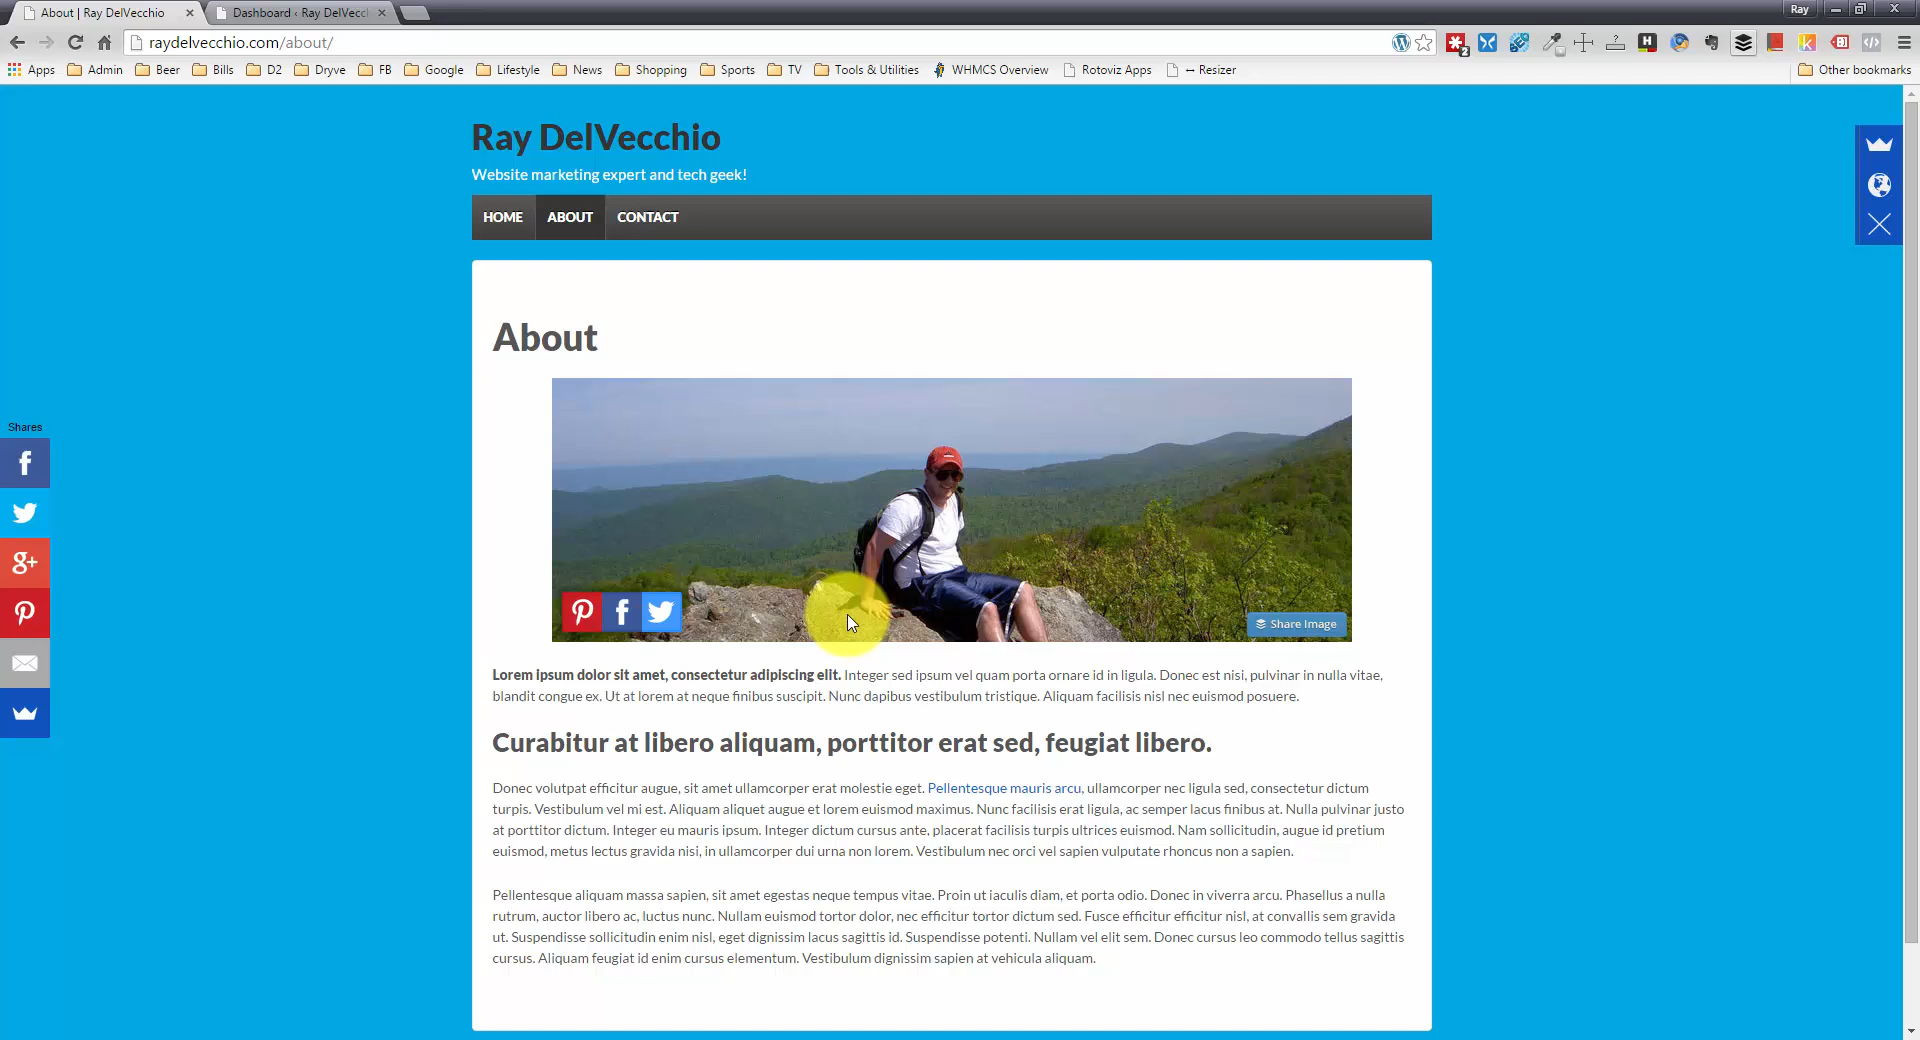 About | Ray DelVecchio
Dashboard ‹ Ray DelVecc
Ray
raydelvecchio.com/about/
Apps Admin Beer Bills D2 Dryve FB Google Lifestyle News Shopping Sports TV Tools & Utilities WHMCS Overview Rotoviz Apps ↔ Resizer Other bookmarks
Ray DelVecchio
Website marketing expert and tech geek!
HOME ABOUT CONTACT
About
Shares
Share Image
Lorem ipsum dolor sit amet, consectetur adipiscing elit. Integer sed ipsum vel quam porta ornare id in ligula. Donec est nisi, pulvinar in nulla vitae,
blandit congue ex. Ut at lorem at neque finibus suscipit. Nunc dapibus vestibulum tristique. Aliquam facilisis nisl nec euismod posuere.
Curabitur at libero aliquam, porttitor erat sed, feugiat libero.
Donec volutpat efficitur augue, sit amet ullamcorper erat molestie eget. Pellentesque mauris arcu, ullamcorper nec ligula sed, consectetur dictum
turpis. Vestibulum vel mi est. Aliquam aliquet augue et lorem euismod maximus. Nunc facilisis erat ligula, ac semper lacus finibus at. Nulla pulvinar justo
at porttitor dictum. Integer eu mauris ipsum. Integer dictum cursus ante, placerat facilisis turpis ultrices euismod. Nam sollicitudin, augue id pretium
euismod, metus lectus gravida nisi, in ullamcorper dui urna non lorem. Vestibulum nec orci vel sapien vulputate rhoncus non a sapien.
Pellentesque aliquam massa sapien, sit amet egestas neque tempus vitae. Proin ut iaculis diam, et porta odio. Donec in viverra arcu. Phasellus a nulla
rutrum, auctor libero ac, luctus nunc. Nullam euismod tortor dolor, nec efficitur tortor dictum sed. Fusce efficitur efficitur nisl, at convallis sem gravida
ut. Suspendisse sollicitudin enim nisl, eget dignissim lacus sagittis id. Suspendisse potenti. Nullam vel elit sem. Donec cursus leo commodo tellus sagittis
cursus. Aliquam feugiat id enim cursus elementum. Vestibulum dignissim sapien at vehicula aliquam.